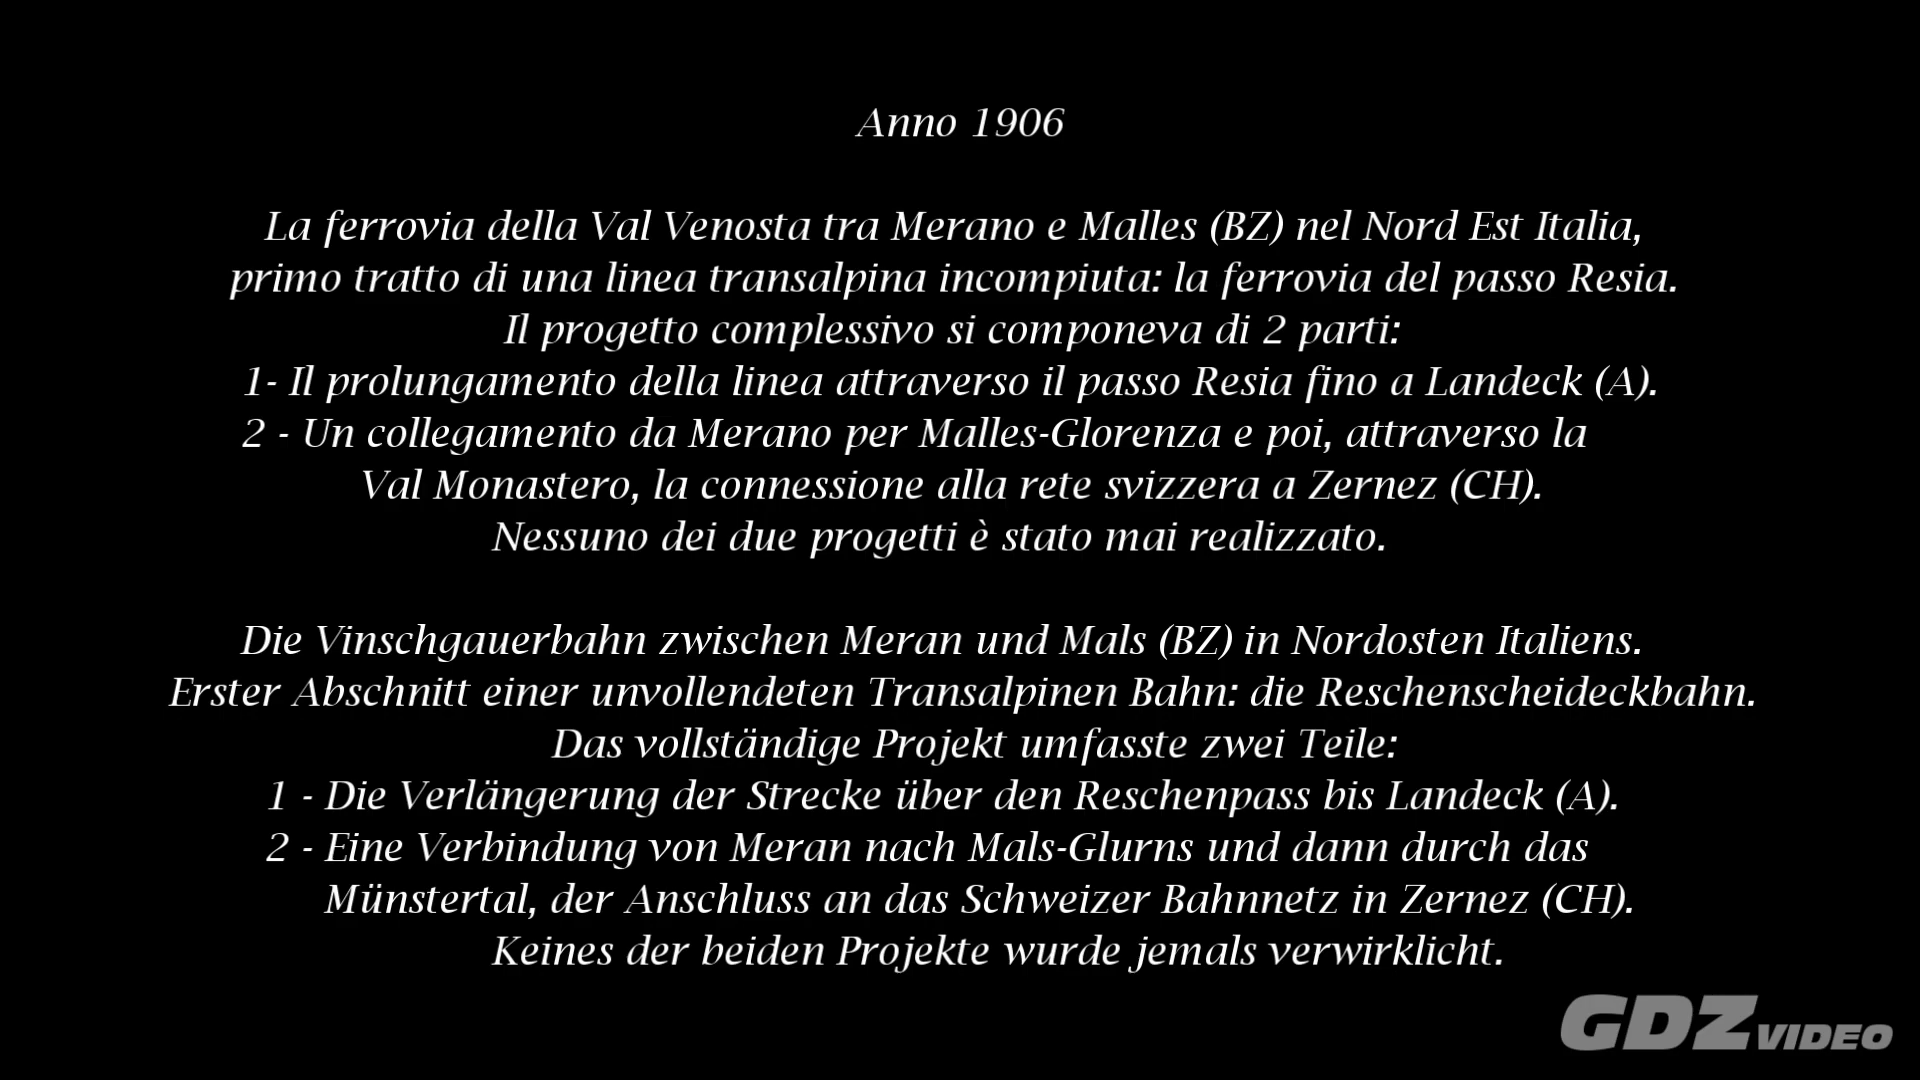 Anno 1906
La ferrovia della Val Venosta tra Merano e Malles (BZ) nel Nord Est Italia,
primo tratto di una linea transalpina incompiuta: la ferrovia del passo Resia.
Il progetto complessivo si componeva di 2 parti:
1- Il prolungamento della linea attraverso il passo Resia fino a Landeck (A).
2 - Un collegamento da Merano per Malles-Glorenza e poi, attraverso la
Val Monastero, la connessione alla rete svizzera a Zernez (CH).
Nessuno dei due progetti è stato mai realizzato.
Die Vinschgauerbahn zwischen Meran und Mals (BZ) in Nordosten Italiens.
Erster Abschnitt einer unvollendeten Transalpinen Bahn: die Reschenscheideckbahn.
Das vollständige Projekt umfasste zwei Teile:
1 - Die Verlängerung der Strecke über den Reschenpass bis Landeck (A).
2 - Eine Verbindung von Meran nach Mals-Glurns und dann durch das
Münstertal, der Anschluss an das Schweizer Bahnnetz in Zernez (CH).
Keines der beiden Projekte wurde jemals verwirklicht.
GDZ VIDEO